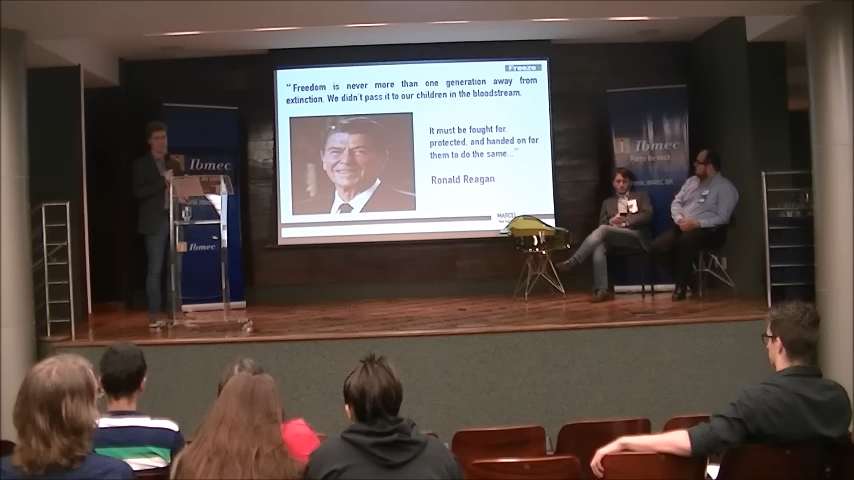 Freeze
"Freedom is never more than one generation away from
extinction. We didn't pass it to our children in the bloodstream.
It must be fought for,
protected, and handed on for
them to do the same..."
Ronald Reagan
MARCEL
Ibmec
Ibmec
Ibmec